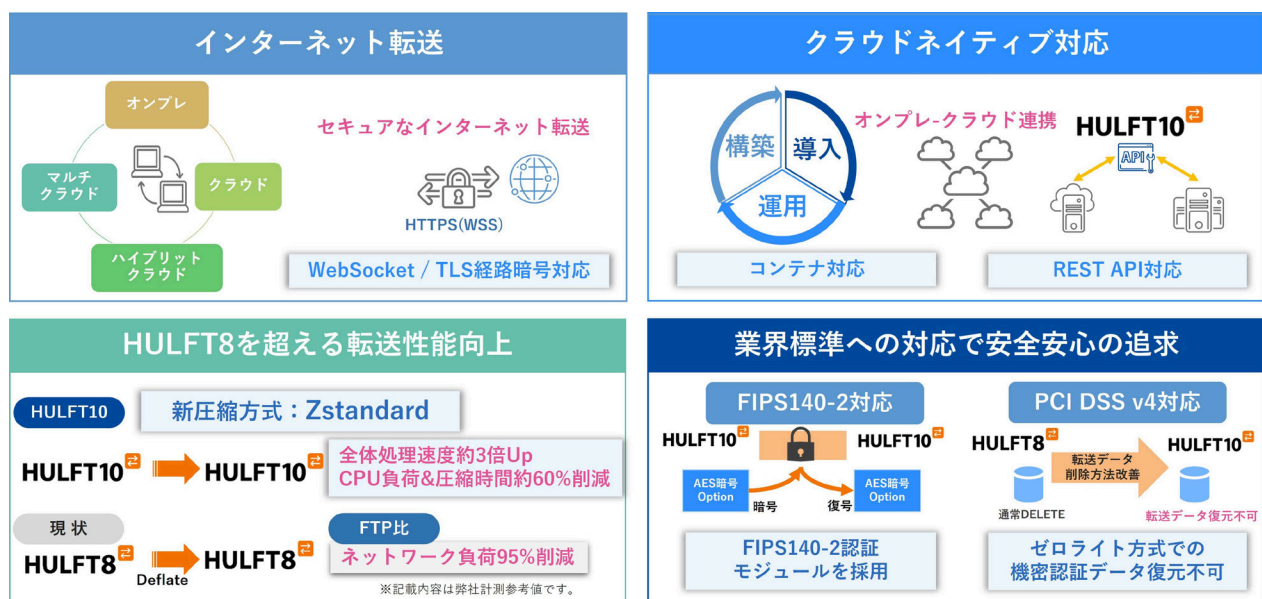 インターネット転送
オンプレ
マルチ
クラウド
クラウド
ハイブリット
クラウド
セキュアなインターネット転送
HTTPS(WSS)
WebSocket / TLS経路暗号対応
クラウドネイティブ対応
構築
導入
運用
オンプレ-クラウド連携
HULFT10
API
コンテナ対応
REST API対応
HULFT8を超える転送性能向上
HULFT10
新圧縮方式：Zstandard
HULFT10
HULFT10
全体処理速度約3倍Up
CPU負荷&圧縮時間約60%削減
現状
HULFT8
Deflate
HULFT8
FTP比
ネットワーク負荷95%削減
※記載内容は弊社計測参考値です。
業界標準への対応で安全安心の追求
FIPS140-2対応
HULFT10
HULFT10
AES暗号
Option
暗号
復号
AES暗号
Option
FIPS140-2認証
モジュールを採用
PCI DSS v4対応
HULFT8
転送データ
削除方法改善
HULFT10
通常DELETE
転送データ復元不可
ゼロライト方式での
機密認証データ復元不可